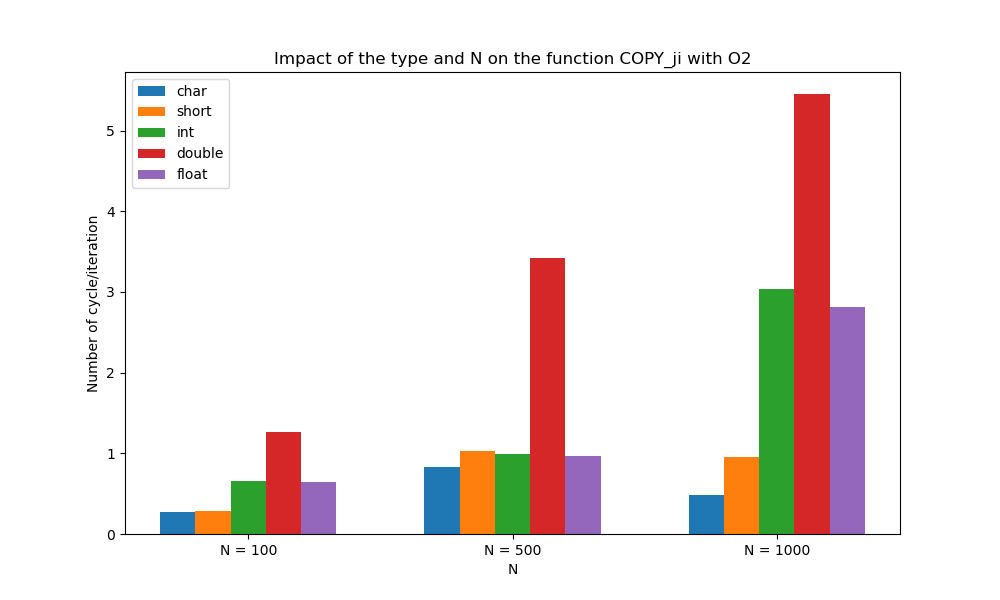 Impact of the type and N on the function COPY_ji with O2
char
short
int
double
float
Number of cycle/iteration
5
4
3
2
1
0
N = 100
N = 500
N = 1000
N